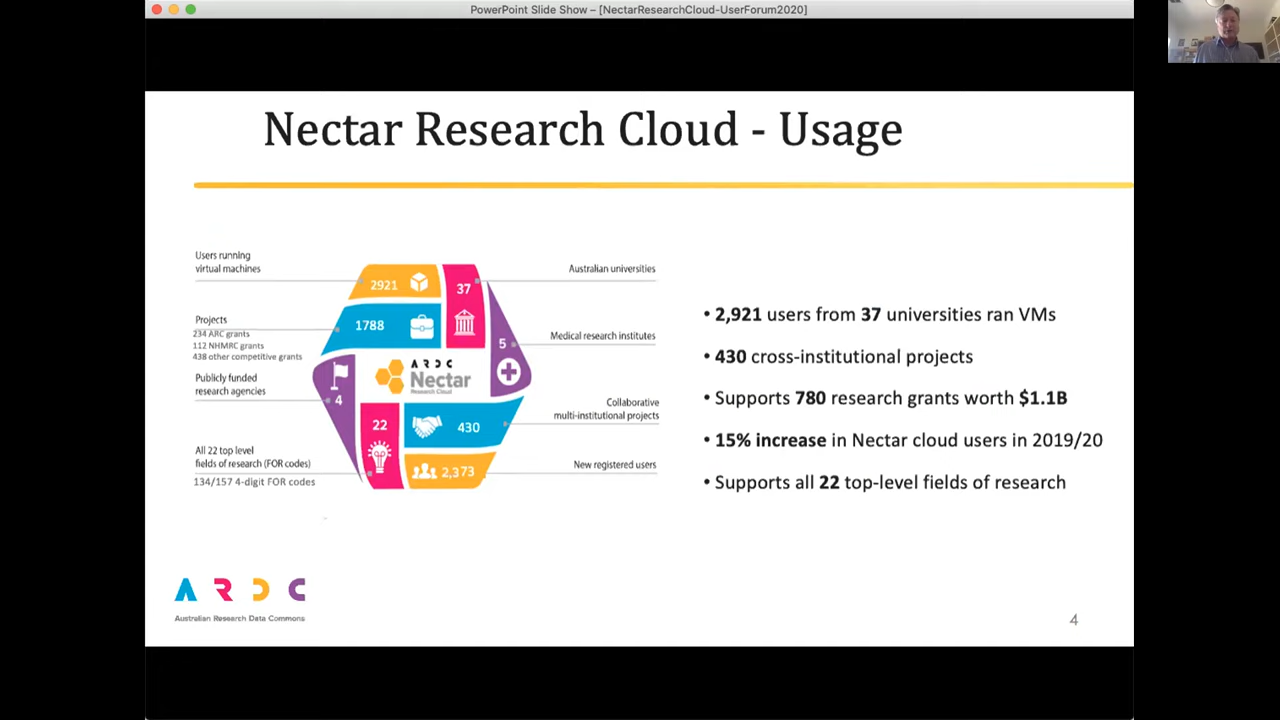 PowerPoint Slide Show – [NectarResearchCloud-UserForum2020]
Nectar Research Cloud - Usage
Users running
virtual machines
2921
37
Australian universities
Projects
234 ARC grants
112 NHMRC grants
438 other competitive grants
1788
5
Medical research institutes
Publicly funded
research agencies
4
ARDC
Nectar
Research Cloud
22
430
Collaborative
multi-institutional projects
All 22 top level
fields of research (FOR codes)
134/157 4-digit FOR codes
2,373
New registered users
• 2,921 users from 37 universities ran VMs
• 430 cross-institutional projects
• Supports 780 research grants worth $1.1B
• 15% increase in Nectar cloud users in 2019/20
• Supports all 22 top-level fields of research
ARDC
Australian Research Data Commons
4